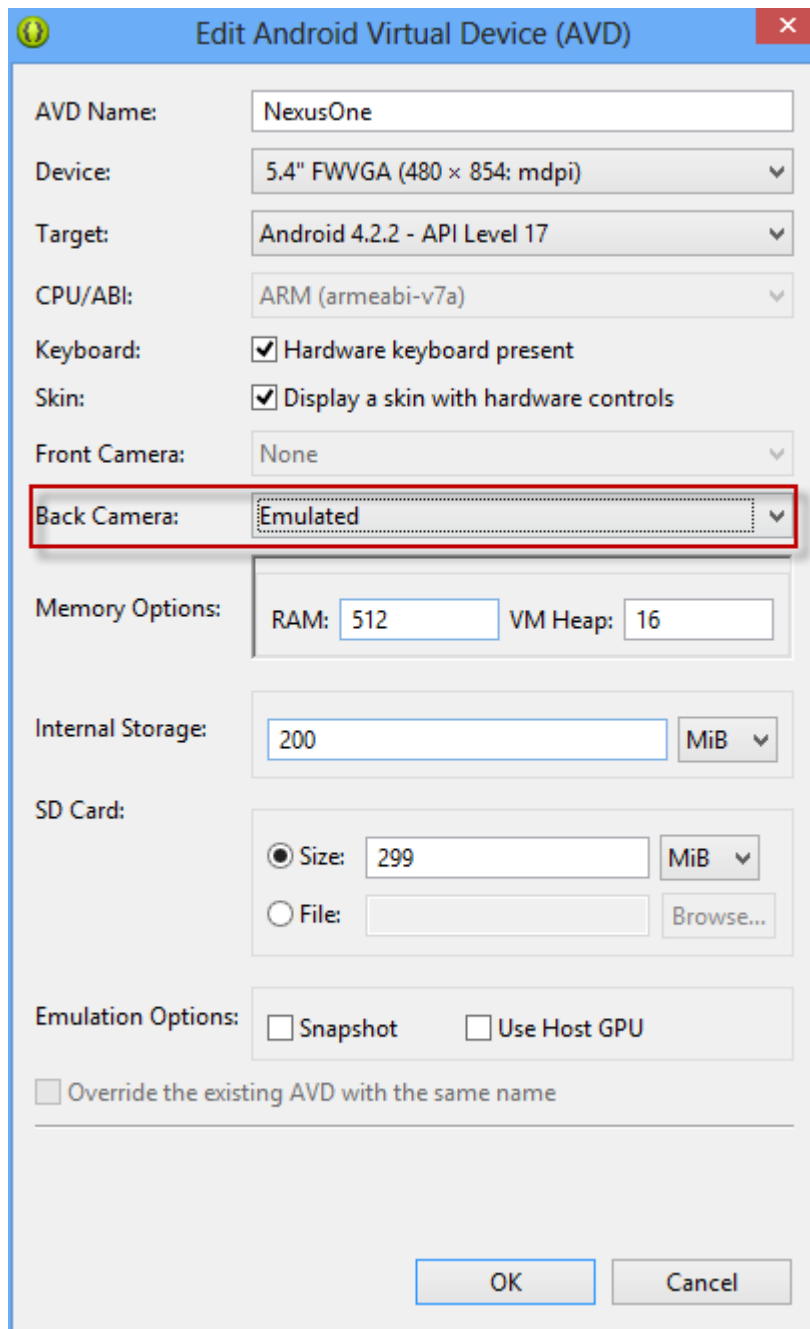 Edit Android Virtual Device (AVD)
AVD Name: NexusOne
Device: 5.4" FWVGA (480 × 854: mdpi)
Target: Android 4.2.2 - API Level 17
CPU/ABI: ARM (armeabi-v7a)
Keyboard: Hardware keyboard present
Skin: Display a skin with hardware controls
Front Camera: None
Back Camera: Emulated
Memory Options: RAM: 512 VM Heap: 16
Internal Storage: 200 MiB
SD Card:
Size: 299 MiB
File: Browse...
Emulation Options: Snapshot Use Host GPU
Override the existing AVD with the same name
OK Cancel